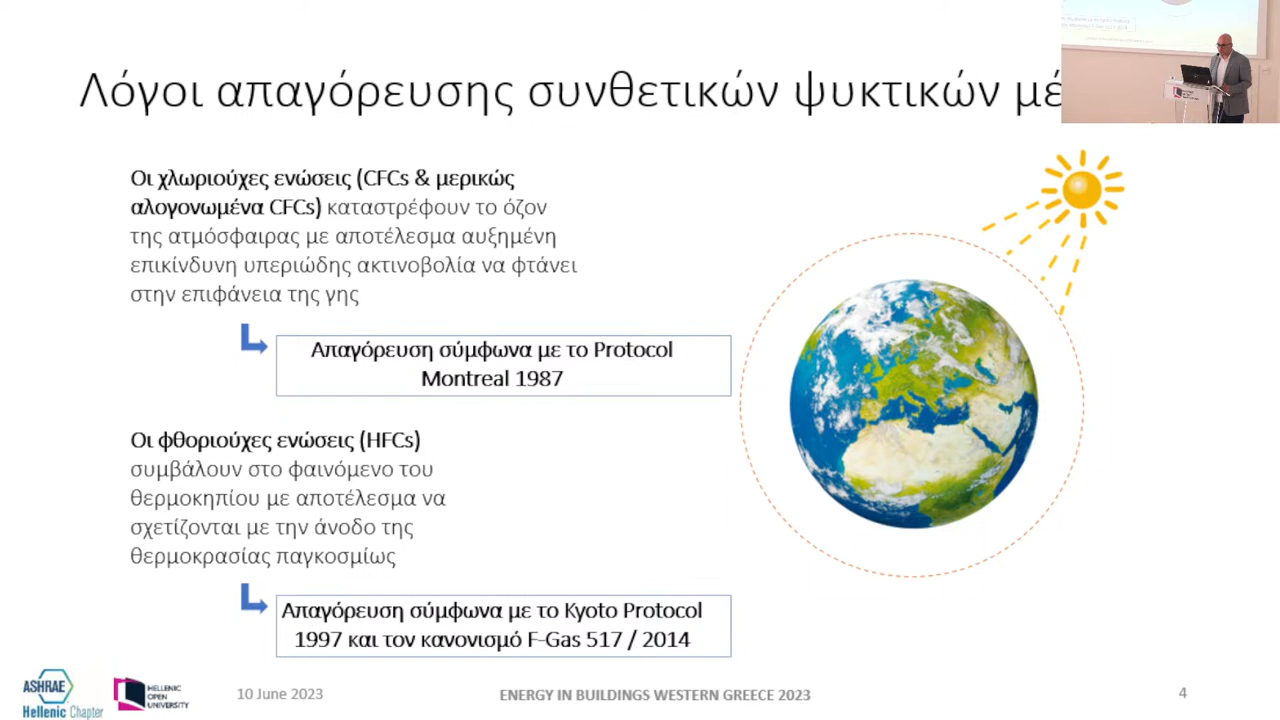 Λόγοι απαγόρευσης συνθετικών ψυκτικών μέ
Οι χλωριούχες ενώσεις (CFCs & μερικώς
αλογονωμένα CFCs) καταστρέφουν το όζον
της ατμόσφαιρας με αποτέλεσμα αυξημένη
επικίνδυνη υπεριώδης ακτινοβολία να φτάνει
στην επιφάνεια της γης
Απαγόρευση σύμφωνα με το Protocol
Montreal 1987
Οι φθοριούχες ενώσεις (HFCs)
συμβάλουν στο φαινόμενο του
θερμοκηπίου με αποτέλεσμα να
σχετίζονται με την άνοδο της
θερμοκρασίας παγκοσμίως
Απαγόρευση σύμφωνα με το Kyoto Protocol
1997 και τον κανονισμό F-Gas 517 / 2014
ASHRAE
Hellenic Chapter
HELLENIC
OPEN
UNIVERSITY
10 June 2023
ENERGY IN BUILDINGS WESTERN GREECE 2023
4